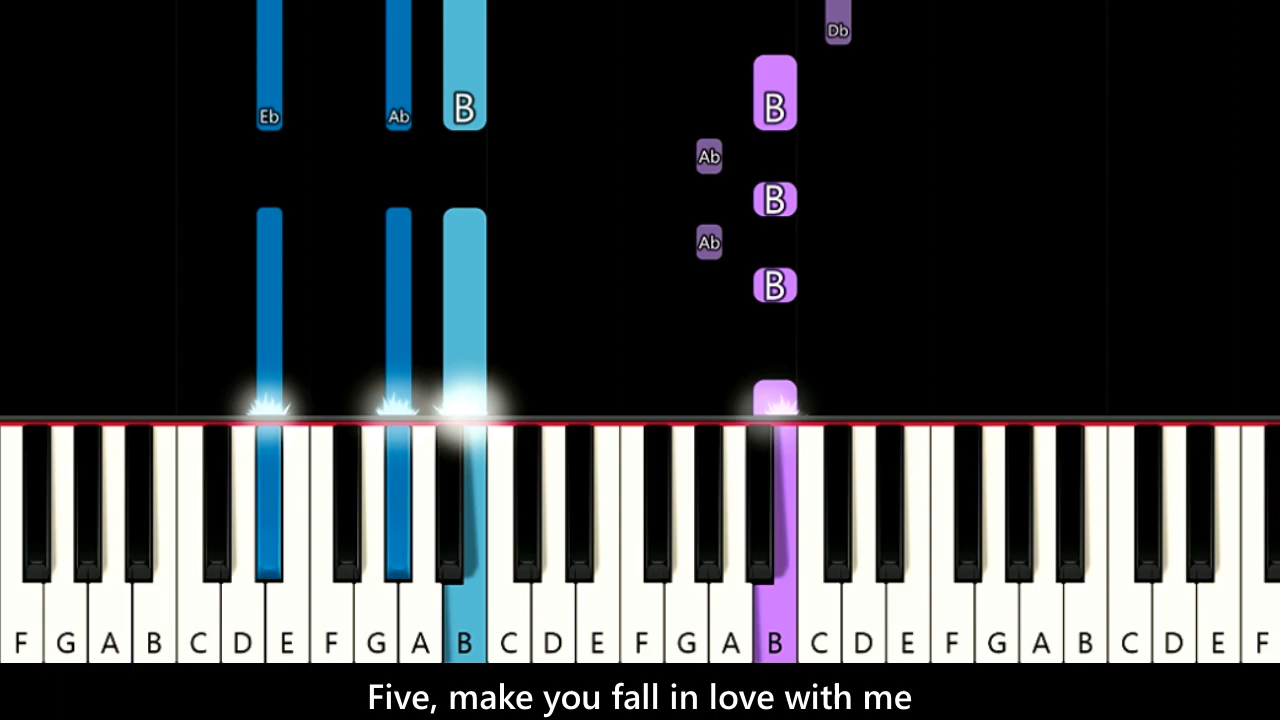 Db
Eb Ab B B
Ab
B
Ab
B
F G A B C D E F G A B C D E F G A B C D E F G A B C D E F
Five, make you fall in love with me